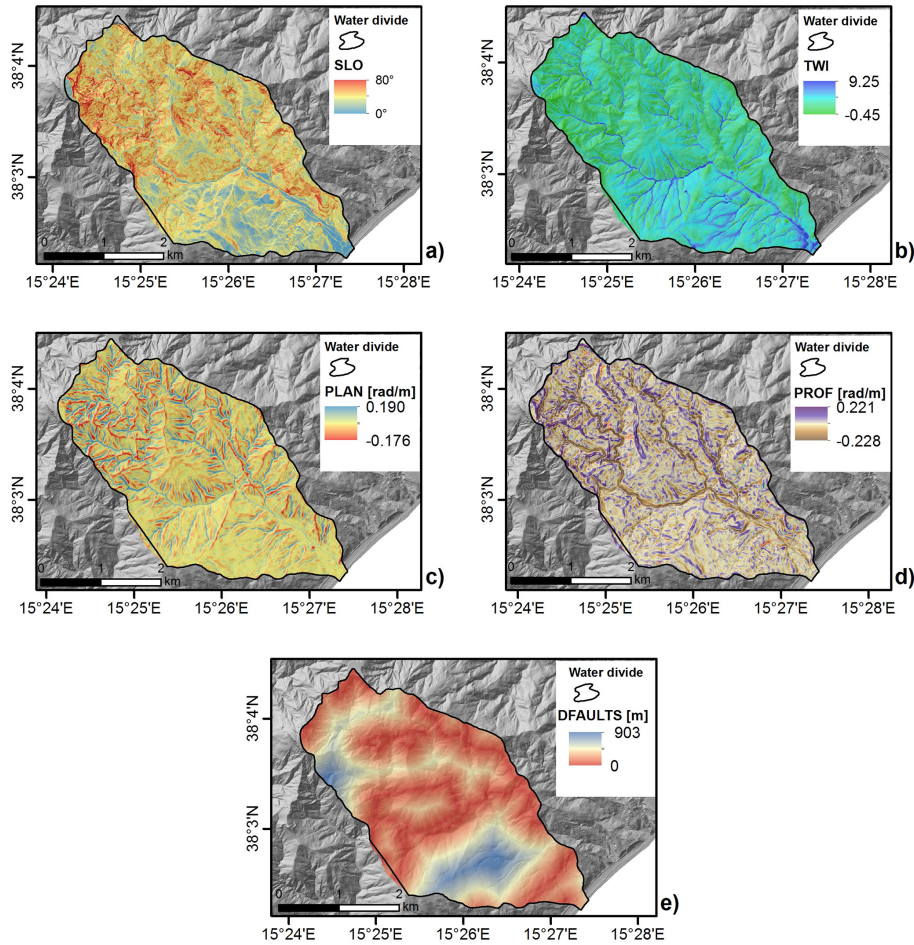 Water divide
SLO
80°
0°
38°4'N
38°3'N
0 1 2
km
a)
15°24'E 15°25'E 15°26'E 15°27'E 15°28'E
Water divide
TWI
9.25
-0.45
38°4'N
38°3'N
0 1 2
km
b)
15°24'E 15°25'E 15°26'E 15°27'E 15°28'E
Water divide
PLAN [rad/m]
0.190
-0.176
38°4'N
38°3'N
0 1 2
km
c)
15°24'E 15°25'E 15°26'E 15°27'E 15°28'E
Water divide
PROF [rad/m]
0.221
-0.228
38°4'N
38°3'N
0 1 2
km
d)
15°24'E 15°25'E 15°26'E 15°27'E 15°28'E
Water divide
DFAULTS [m]
903
0
38°4'N
38°3'N
0 1 2
km
e)
15°24'E 15°25'E 15°26'E 15°27'E 15°28'E